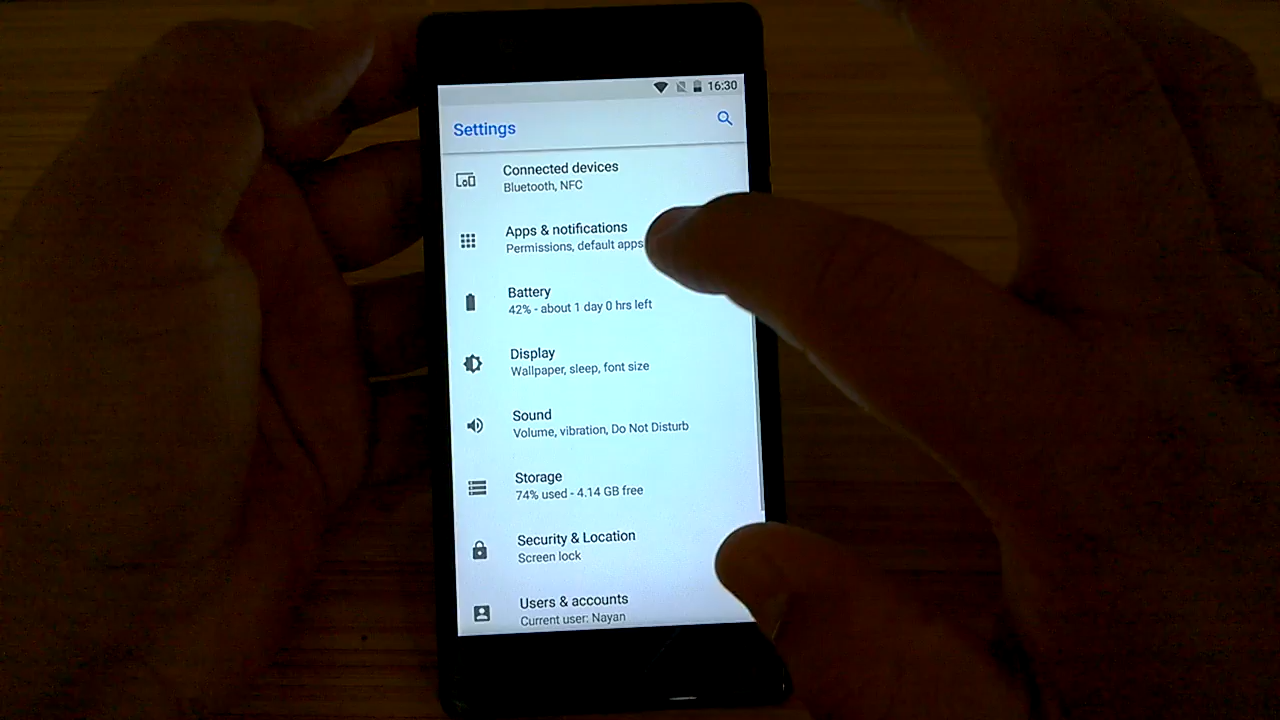 16:30
Settings
Connected devices
Bluetooth, NFC
Apps & notifications
Permissions, default apps
Battery
42% - about 1 day 0 hrs left
Display
Wallpaper, sleep, font size
Sound
Volume, vibration, Do Not Disturb
Storage
74% used - 4.14 GB free
Security & Location
Screen lock
Users & accounts
Current user: Nayan